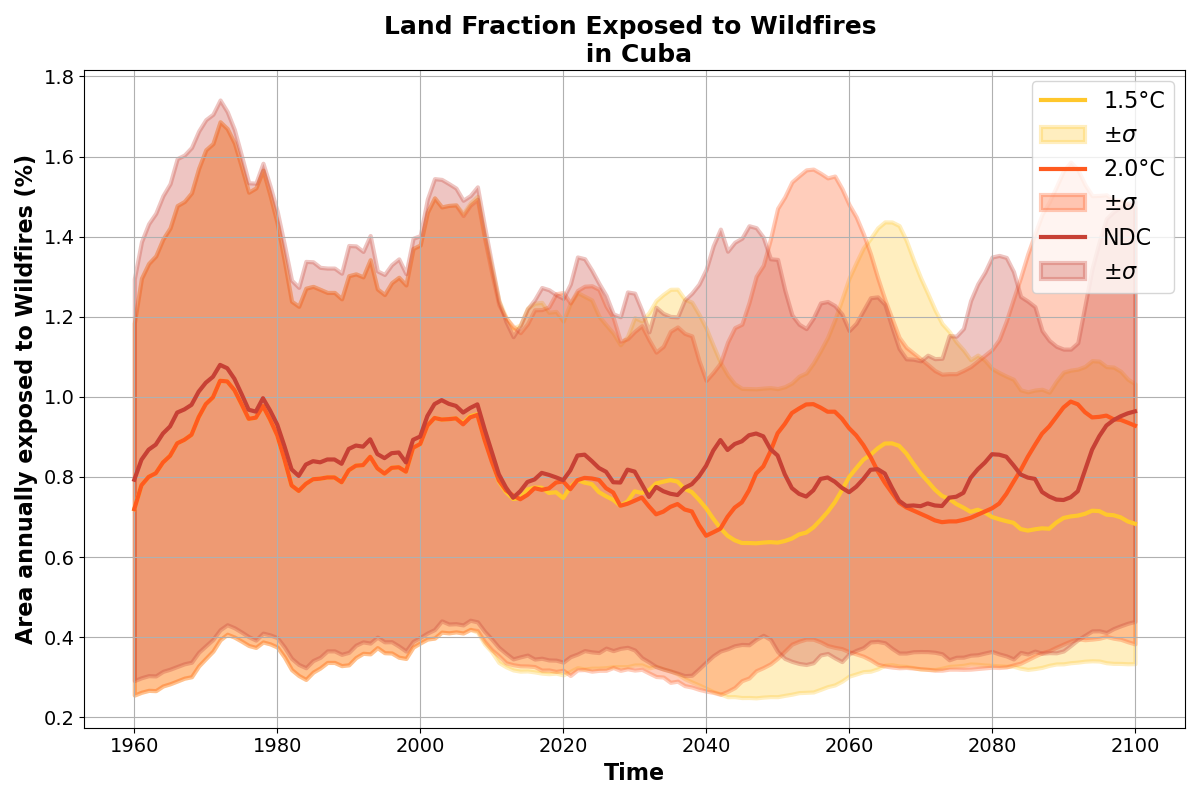 Land Fraction Exposed to Wildfires
in Cuba
1.8
1.6
1.4
1.2
1.0
0.8
0.6
0.4
0.2
Area annually exposed to Wildfires (%)
1.5°C
±σ
2.0°C
±σ
NDC
±σ
1960 1980 2000 2020 2040 2060 2080 2100
Time